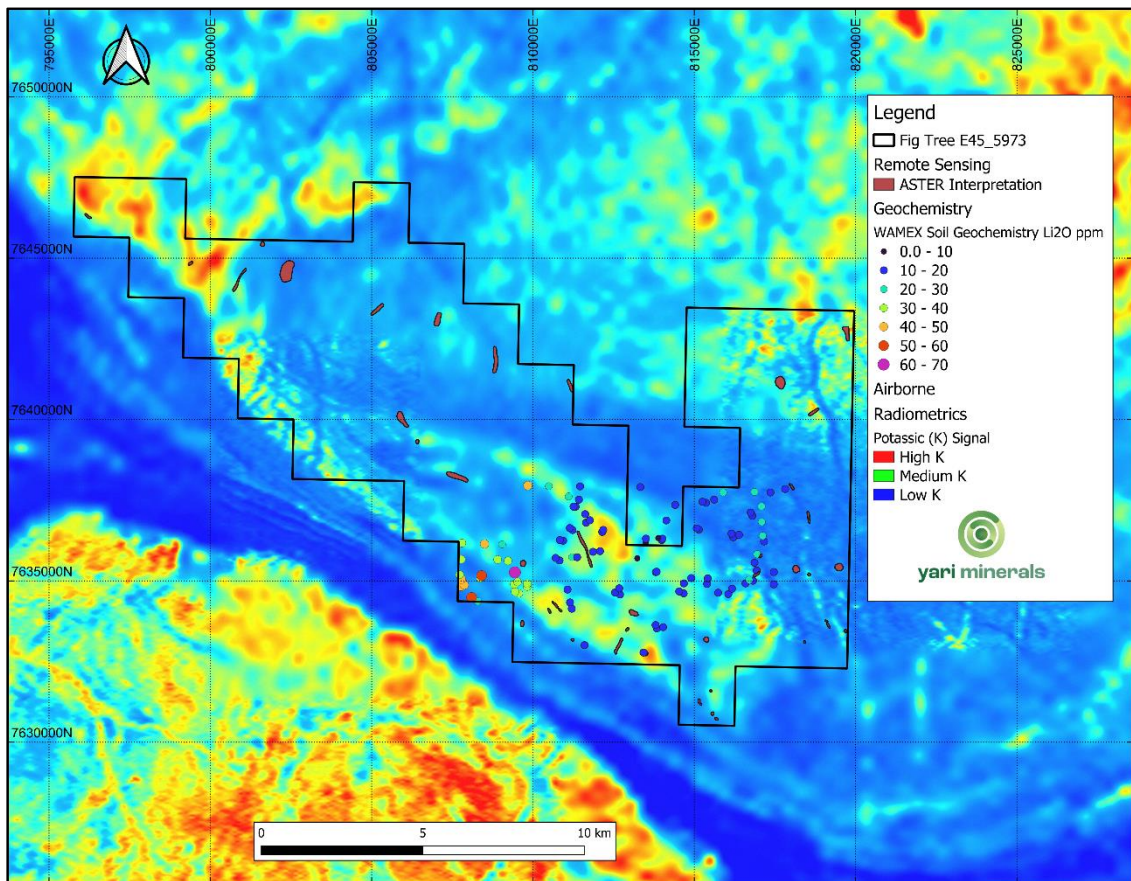 795000E
800000E
805000E
810000E
815000E
820000E
825000E
7650000N
7645000N
7640000N
7635000N
7630000N
Legend
Fig Tree E45_5973
Remote Sensing
ASTER Interpretation
Geochemistry
WAMEX Soil Geochemistry Li2O ppm
0.0 - 10
10 - 20
20 - 30
30 - 40
40 - 50
50 - 60
60 - 70
Airborne
Radiometrics
Potassic (K) Signal
High K
Medium K
Low K
yari minerals
0 5 10 km